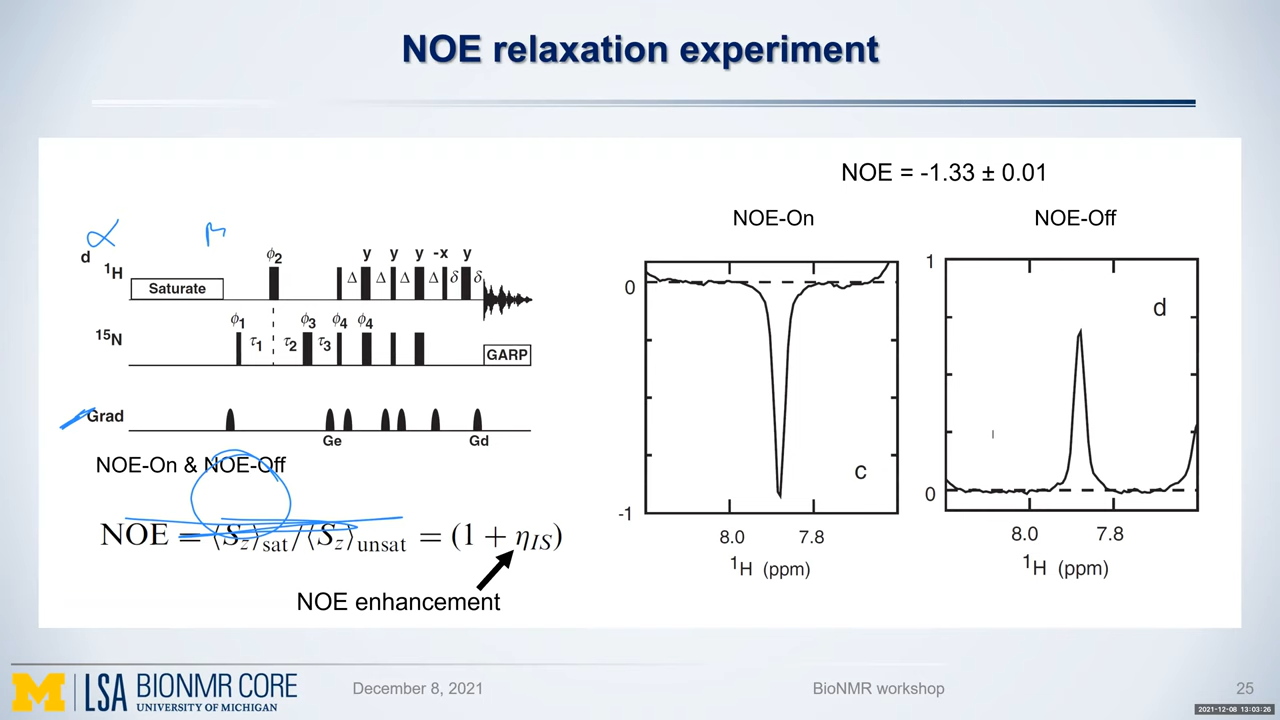 NOE relaxation experiment
NOE = -1.33 ± 0.01
NOE-On
NOE-Off
α
d
¹H
Saturate
ϕ₂
y y y -x y
Δ Δ Δ Δ δ δ
¹⁵N
ϕ₁ ϕ₃ ϕ₄ ϕ₄
τ₁ τ₂ τ₃
GARP
Grad
Ge
Gd
NOE-On & NOE-Off
NOE = ⟨S_z⟩sat/⟨S_z⟩unsat = (1 + η_IS)
NOE enhancement
0
-1
c
8.0 7.8
¹H (ppm)
1
0
d
8.0 7.8
¹H (ppm)
M | LSA BIONMR CORE
UNIVERSITY OF MICHIGAN
December 8, 2021
BioNMR workshop
25
2021-12-08 13:03:26